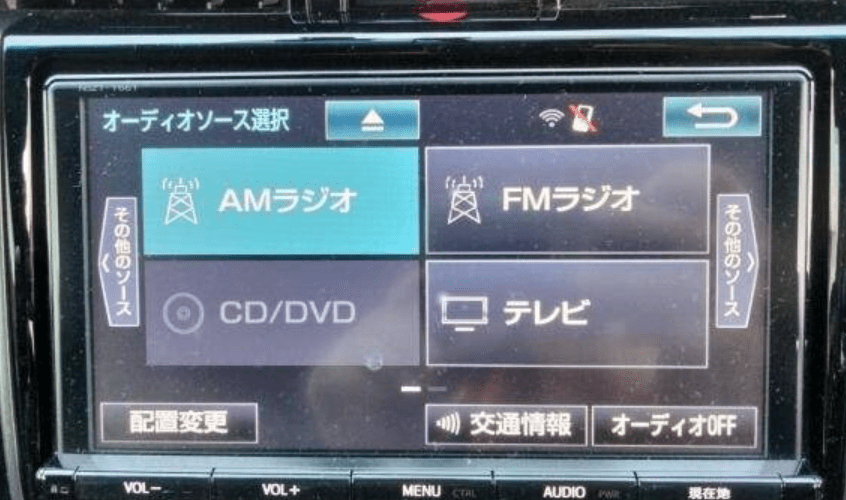 オーディオソース選択
AMラジオ
FMラジオ
その他のソース
その他のソース
CD/DVD
テレビ
配置変更
交通情報
オーディオOFF
VOL−
VOL+
MENU CTRL
AUDIO PWR
現在地